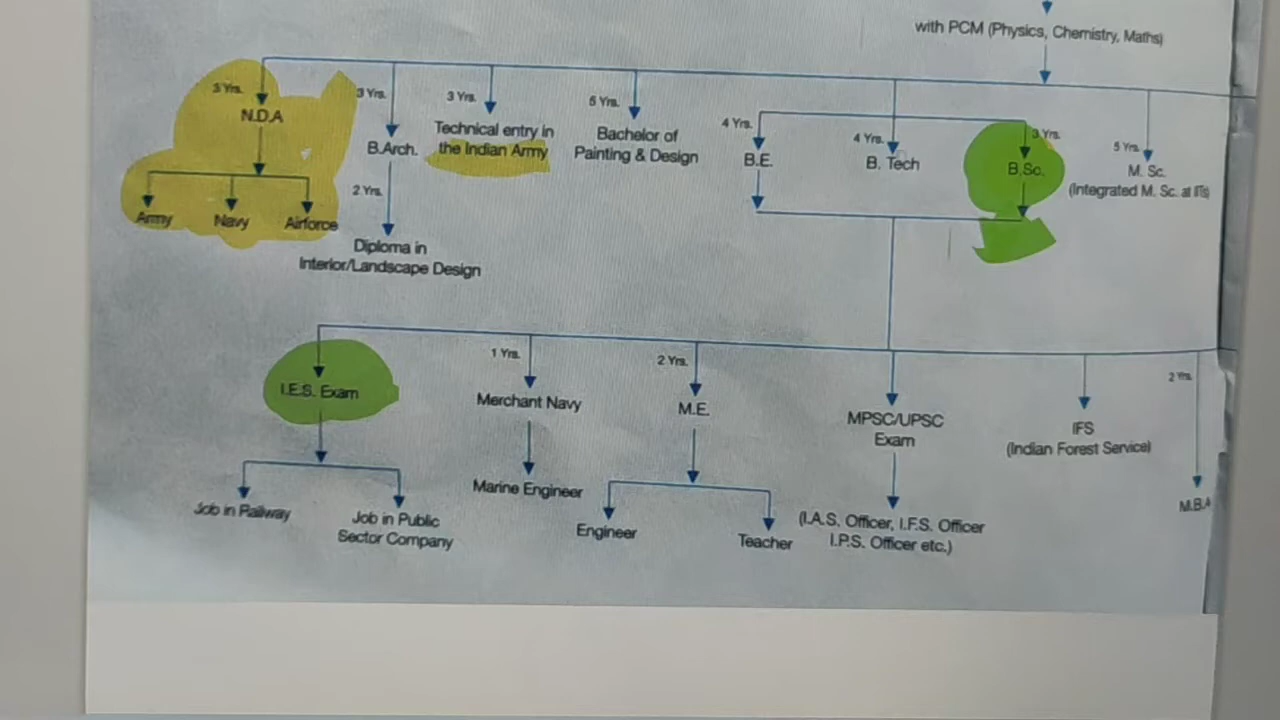 with PCM (Physics, Chemistry, Maths)
3 Yrs.
N.D.A
Army
Navy
Airforce
3 Yrs.
B.Arch.
2 Yrs.
Diploma in
Interior/Landscape Design
3 Yrs.
Technical entry in
the Indian Army
5 Yrs.
Bachelor of
Painting & Design
4 Yrs.
B.E.
4 Yrs.
B. Tech
3 Yrs.
B.Sc.
5 Yrs.
M. Sc.
(Integrated M. Sc. at IITs)
I.E.S. Exam
Job in Railway
Job in Public
Sector Company
1 Yrs.
Merchant Navy
Marine Engineer
2 Yrs.
M.E.
Engineer
Teacher
MPSC/UPSC
Exam
(I.A.S. Officer, I.F.S. Officer
I.P.S. Officer etc.)
IFS
(Indian Forest Service)
2 Yrs.
M.B.A